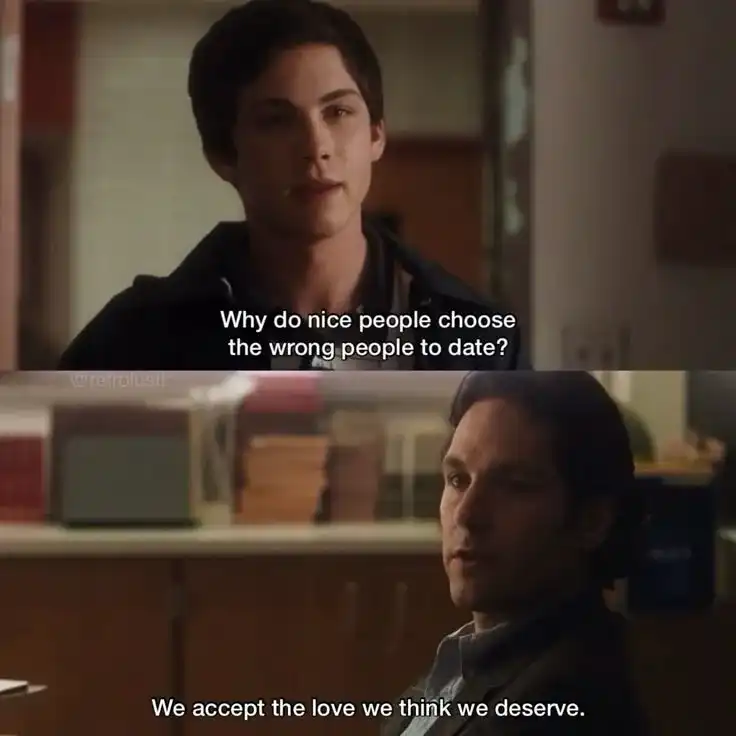 Why do nice people choose
the wrong people to date?
We accept the love we think we deserve.